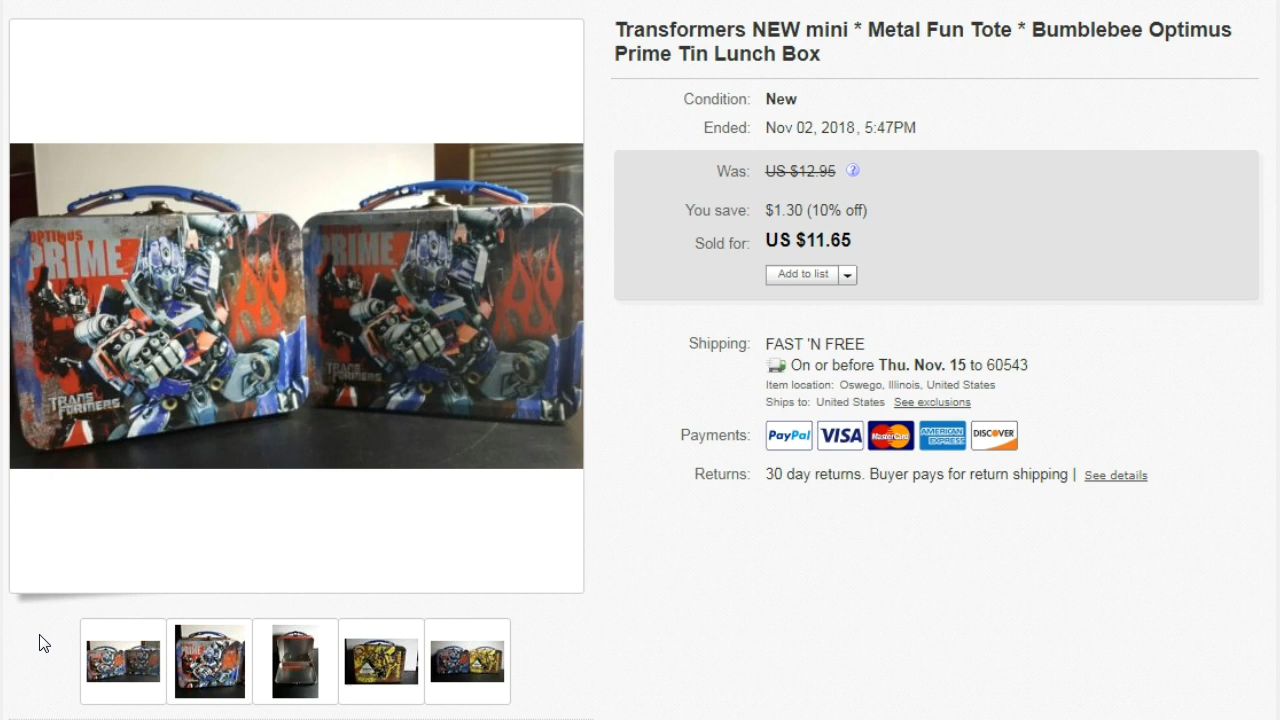 Transformers NEW mini * Metal Fun Tote * Bumblebee Optimus
Prime Tin Lunch Box
Condition: New
Ended: Nov 02, 2018, 5:47PM
Was: US $12.95
You save: $1.30 (10% off)
Sold for: US $11.65
Add to list
Shipping: FAST 'N FREE
On or before Thu. Nov. 15 to 60543
Item location: Oswego, Illinois, United States
Ships to: United States See exclusions
Payments: PayPal VISA MasterCard AMERICAN EXPRESS DISCOVER
Returns: 30 day returns. Buyer pays for return shipping | See details
OPTIMUS
PRIME
TRANSFORMERS
OPTIMUS
PRIME
TRANSFORMERS